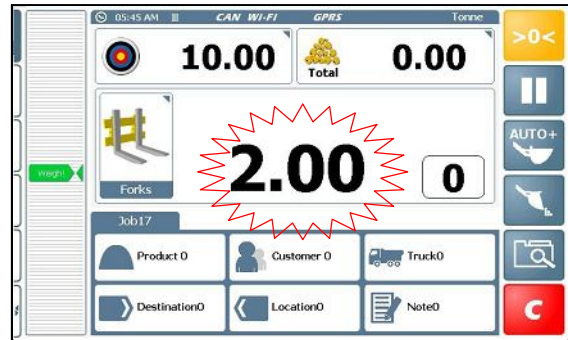 05:45 AM CAN WI-FI GPRS Tonne
10.00 Total 0.00
>0<
AUTO+
Weigh!
Forks
2.00
0
Job17
Product 0 Customer 0 Truck0
Destination0 Location0 Note0
C